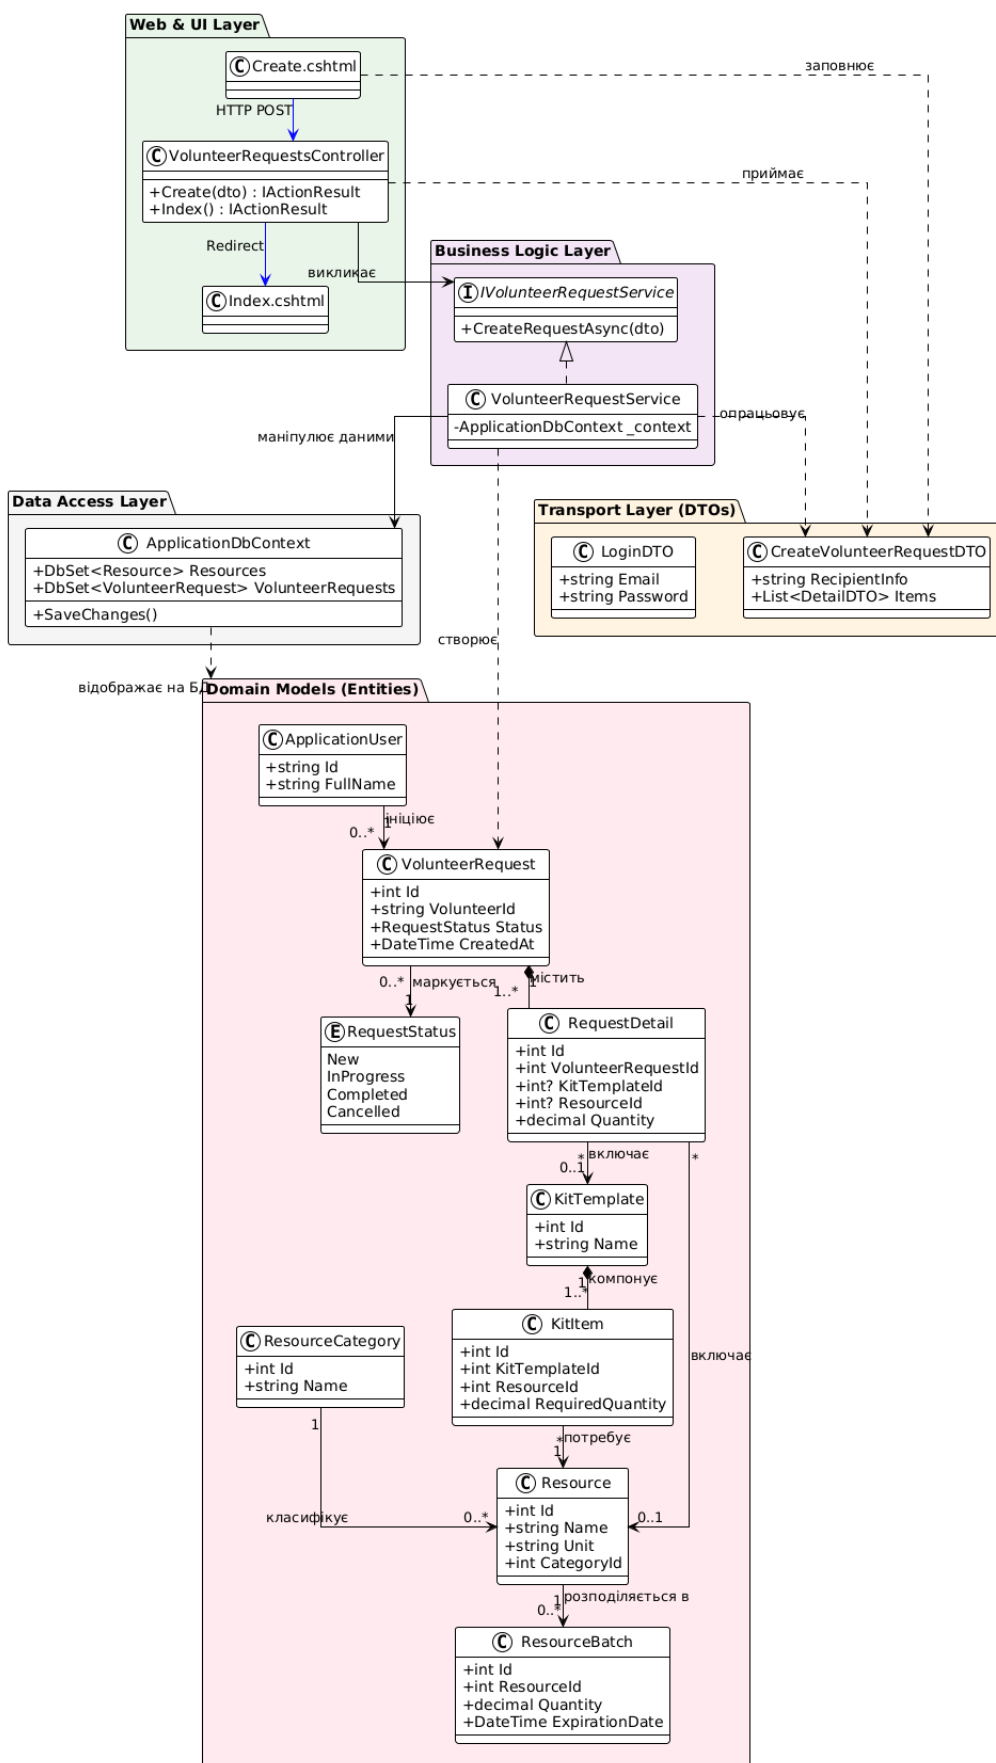 Web & UI Layer
C Create.cshtml
заповнює
HTTP POST
C VolunteerRequestsController
+Create(dto) : IActionResult
+Index() : IActionResult
приймає
Redirect
викликає
C Index.cshtml
Business Logic Layer
I IVolunteerRequestService
+CreateRequestAsync(dto)
C VolunteerRequestService
-ApplicationDbContext _context
опрацьовує
маніпулює даними
Data Access Layer
C ApplicationDbContext
+DbSet<Resource> Resources
+DbSet<VolunteerRequest> VolunteerRequests
+SaveChanges()
Transport Layer (DTOs)
C LoginDTO
+string Email
+string Password
C CreateVolunteerRequestDTO
+string RecipientInfo
+List<DetailDTO> Items
створює
відображає на БД
Domain Models (Entities)
C ApplicationUser
+string Id
+string FullName
1
ініціює
0..*
C VolunteerRequest
+int Id
+string VolunteerId
+RequestStatus Status
+DateTime CreatedAt
0..*
маркується
1
1
містить
1..*
E RequestStatus
New
InProgress
Completed
Cancelled
C RequestDetail
+int Id
+int VolunteerRequestId
+int? KitTemplateId
+int? ResourceId
+decimal Quantity
*
включає
0..1
*
C KitTemplate
+int Id
+string Name
1
компонує
1..*
C ResourceCategory
+int Id
+string Name
1
C KitItem
+int Id
+int KitTemplateId
+int ResourceId
+decimal RequiredQuantity
включає
*
потребує
1
C Resource
+int Id
+string Name
+string Unit
+int CategoryId
класифікує
0..*
0..1
1
розподіляється в
0..*
C ResourceBatch
+int Id
+int ResourceId
+decimal Quantity
+DateTime ExpirationDate